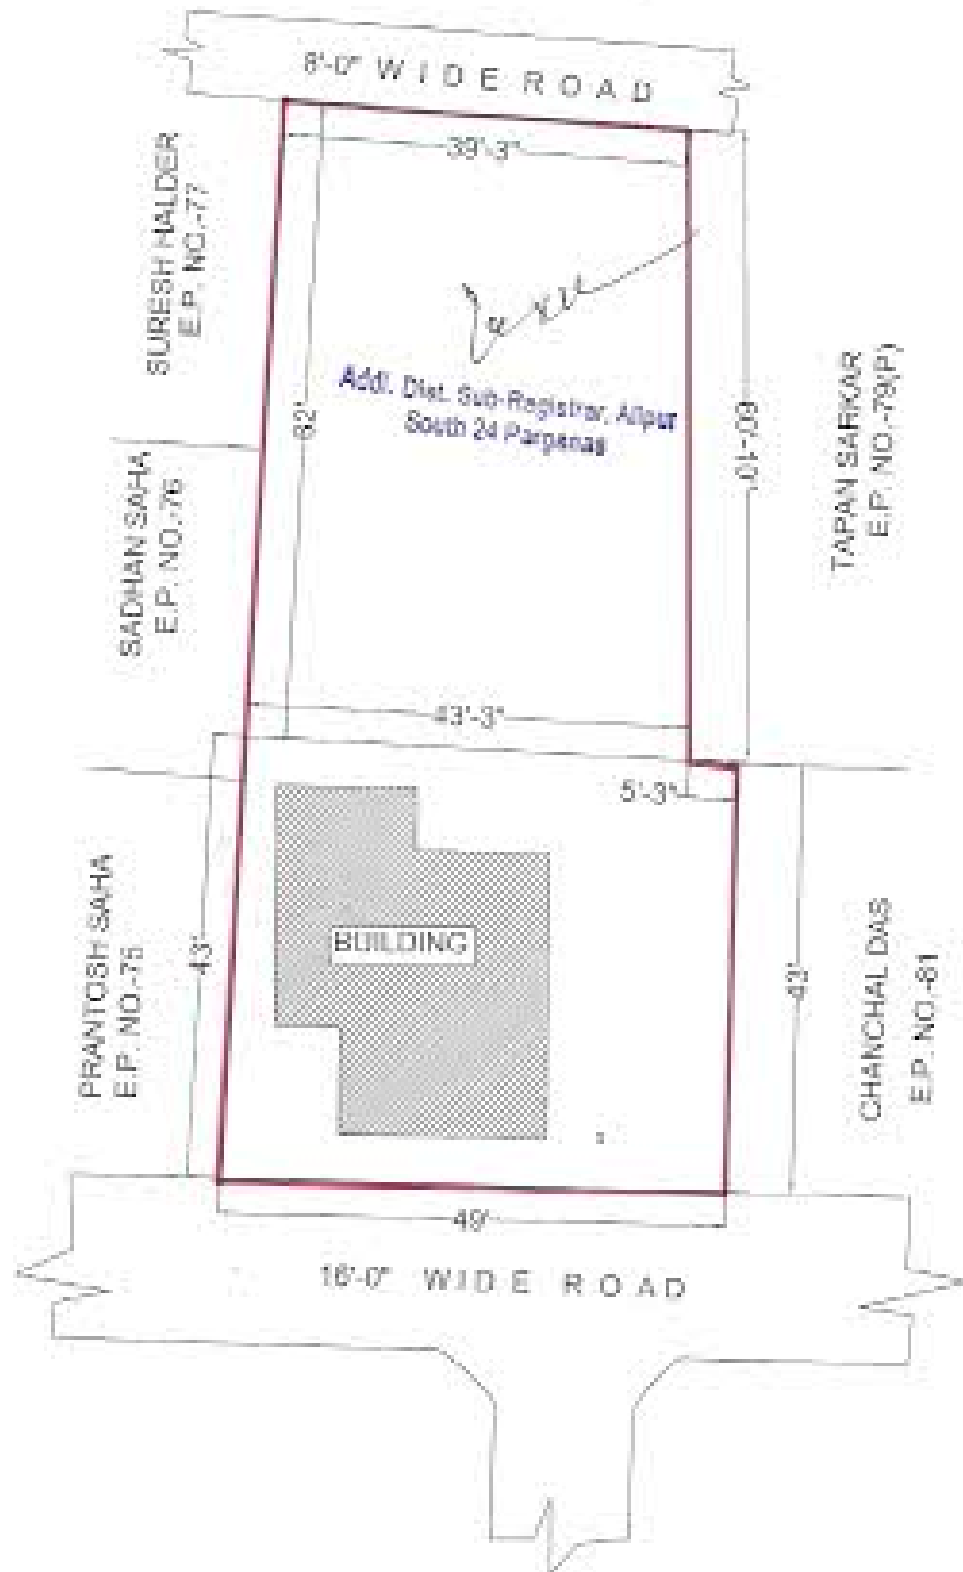 8'-0" WIDE ROAD
39'-3"
SURESH HALDER
E.P. NO.-77
Addl. Dist. Sub-Registrar, Alipur
South 24 Parganas
62'
60'-10"
TAPAN SARKAR
E.P. NO.-79(P)
SADHAN SAHA
E.P. NO.-76
43'-3"
5'-3"
PRANTOSH SAHA
E.P. NO.-75
43'
BUILDING
43'
CHANCHAL DAS
E.P. NO.-81
49'
16'-0" WIDE ROAD